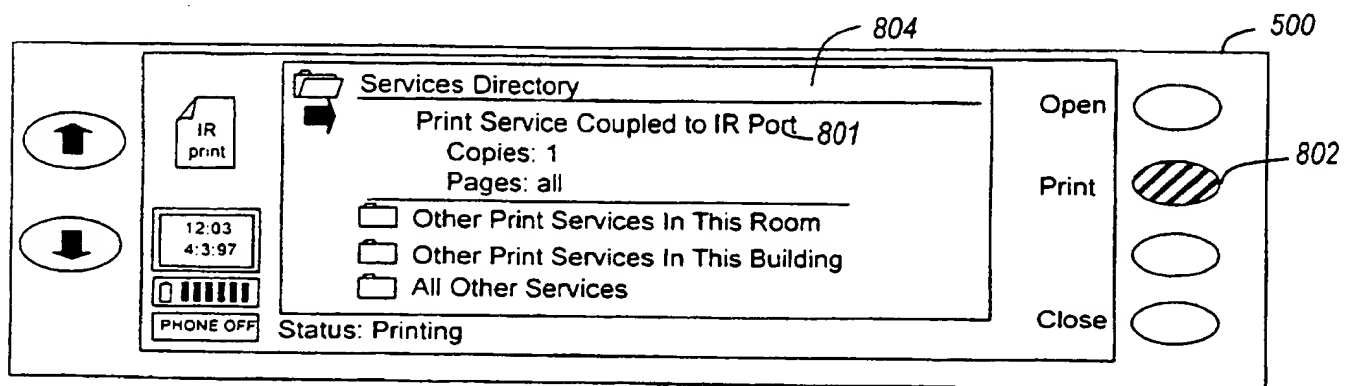 804
500
Services Directory
Open
IR
print
Print Service Coupled to IR Port
801
Copies: 1
802
Pages: all
Print
Other Print Services In This Room
12:03
4:3:97
Other Print Services In This Building
All Other Services
PHONE OFF
Status: Printing
Close